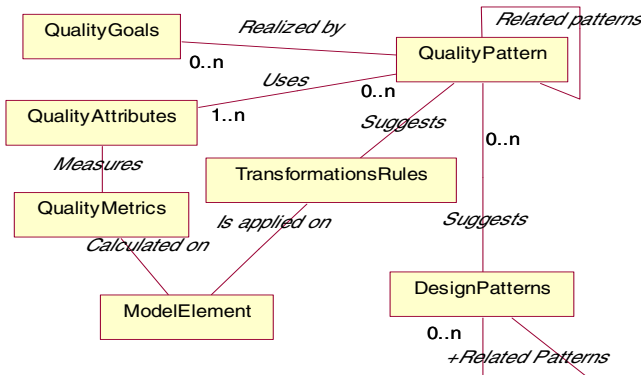 QualityGoals
Realized by
Related patterns
QualityPattern
0..n
Uses
0..n
QualityAttributes
1..n
Suggests
0..n
Measures
TransformationsRules
QualityMetrics
Is applied on
Suggests
Calculated on
DesignPatterns
ModelElement
0..n
+Related Patterns